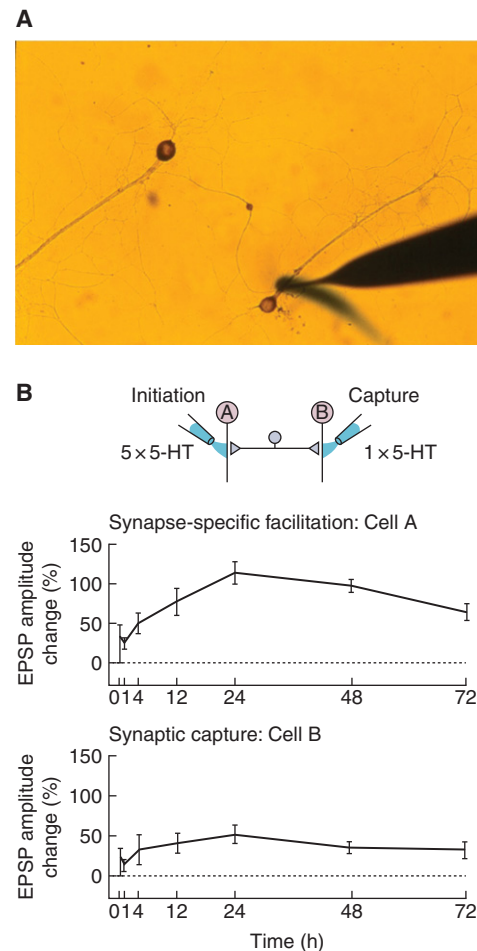 A
B
Initiation
Capture
A
B
5 × 5-HT
1 × 5-HT
Synapse-specific facilitation: Cell A
EPSP amplitude
change (%)
150
100
50
0
0 1 4 12 24 48 72
Synaptic capture: Cell B
EPSP amplitude
change (%)
150
100
50
0
0 1 4 12 24 48 72
Time (h)